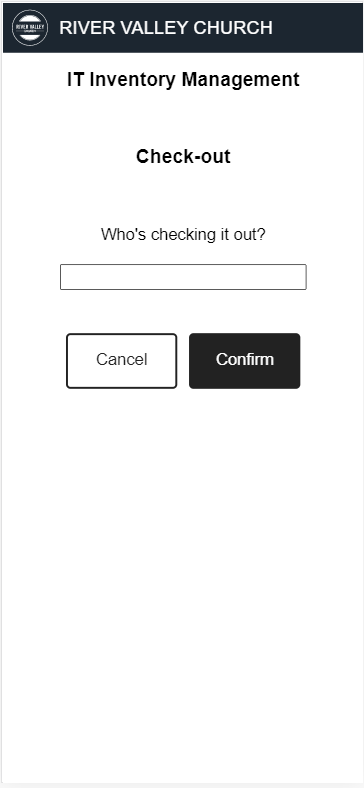 RIVER VALLEY
RIVER VALLEY CHURCH
IT Inventory Management
Check-out
Who's checking it out?
Cancel
Confirm